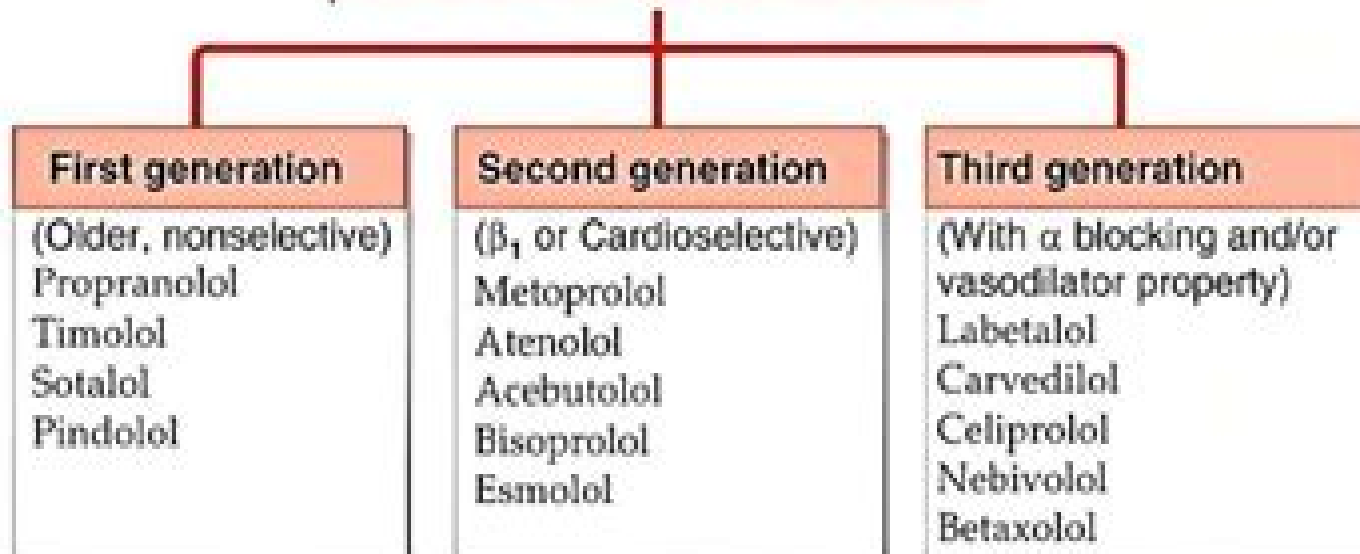 First generation
(Older, nonselective)
Propranolol
Timolol
Sotalol
Pindolol
Second generation
(β₁ or Cardioselective)
Metoprolol
Atenolol
Acebutolol
Bisoprolol
Esmolol
Third generation
(With α blocking and/or
vasodilator property)
Labetalol
Carvedilol
Celiprolol
Nebivolol
Betaxolol